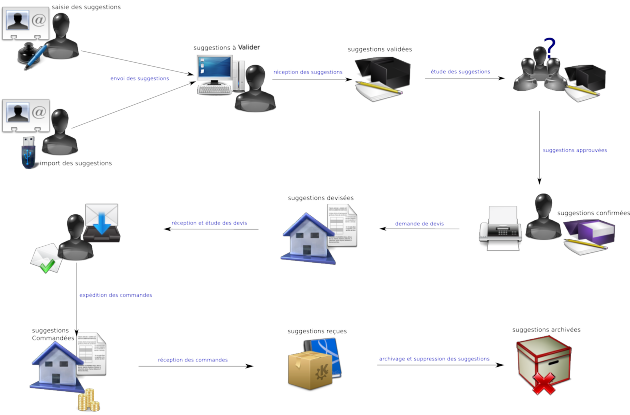 saisie des suggestions
suggestions à Valider
suggestions validées
envoi des suggestions
réception des suggestions
étude des suggestions
?
@
@
import des suggestions
suggestions approuvées
suggestions devisées
suggestions confirmées
réception et étude des devis
demande de devis
expédition des commandes
suggestions
Commandées
suggestions reçues
suggestions archivées
réception des commandes
archivage et suppression des suggestions
K